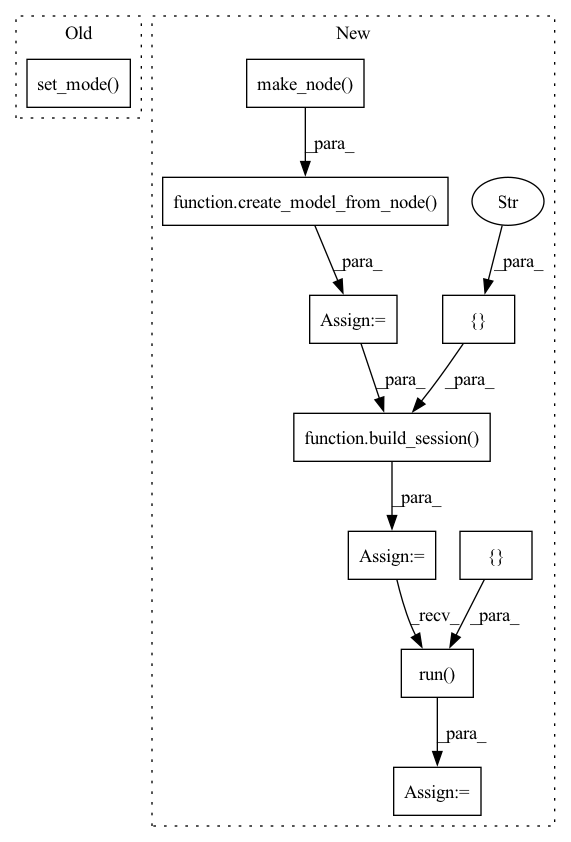 Old
New
set_mode()
make_node()
_para_
function.create_model_from_node()
Str
_para_
_para_
Assign:=
{}
_para_
_para_
function.build_session()
_para_
Assign:=
{}
_recv_
_para_
run()
_para_
Assign:=